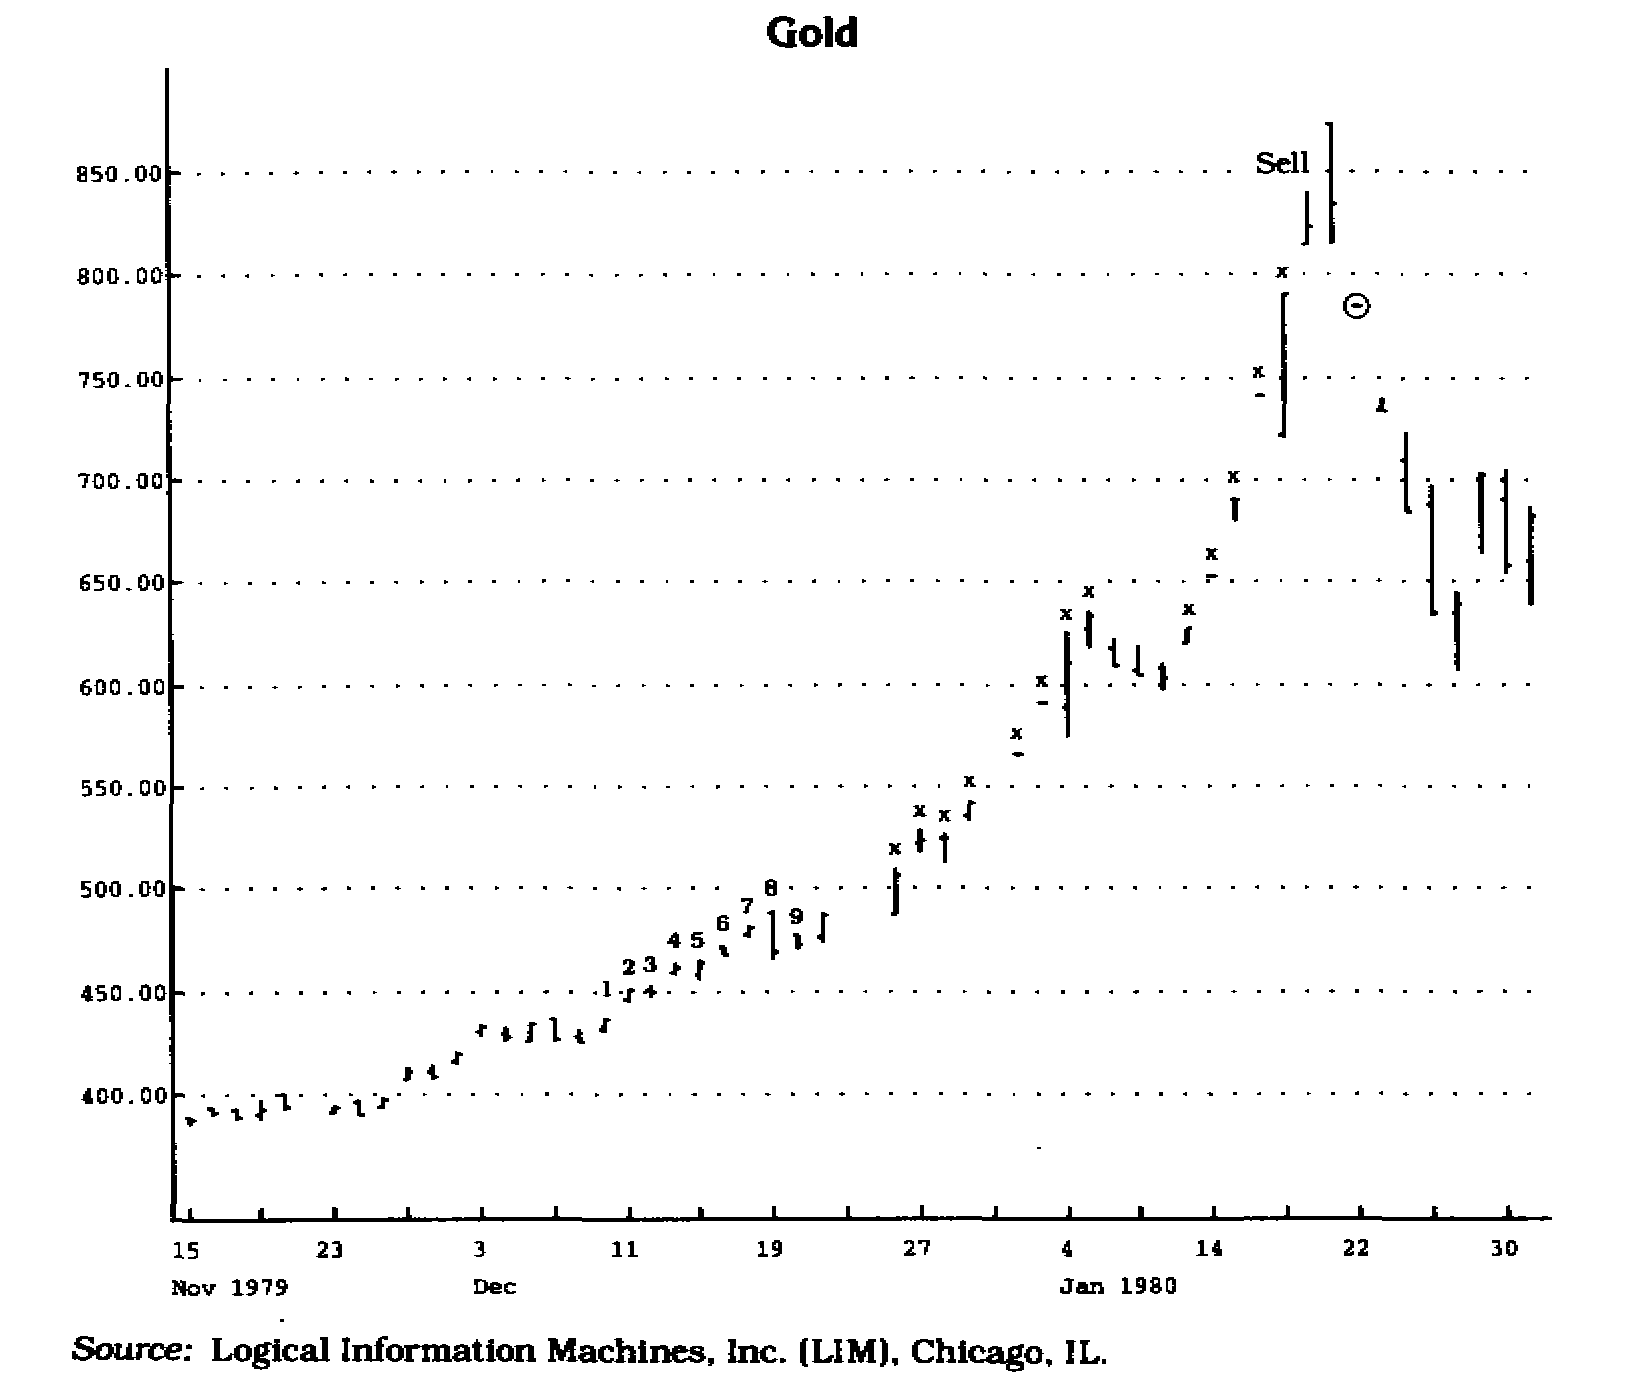 Gold
Sell
850.00
x
800.00
x
750.00
x
700.00
x
650.00
x x
x
600.00
x
x
550.00
x
x x
x
500.00
8
7
9
6
4 5
2 3
450.00
1
400.00
15 23 3 11 19 27 4 14 22 30
Nov 1979 Dec Jan 1980
Source: Logical Information Machines, Inc. (LIM), Chicago, IL.